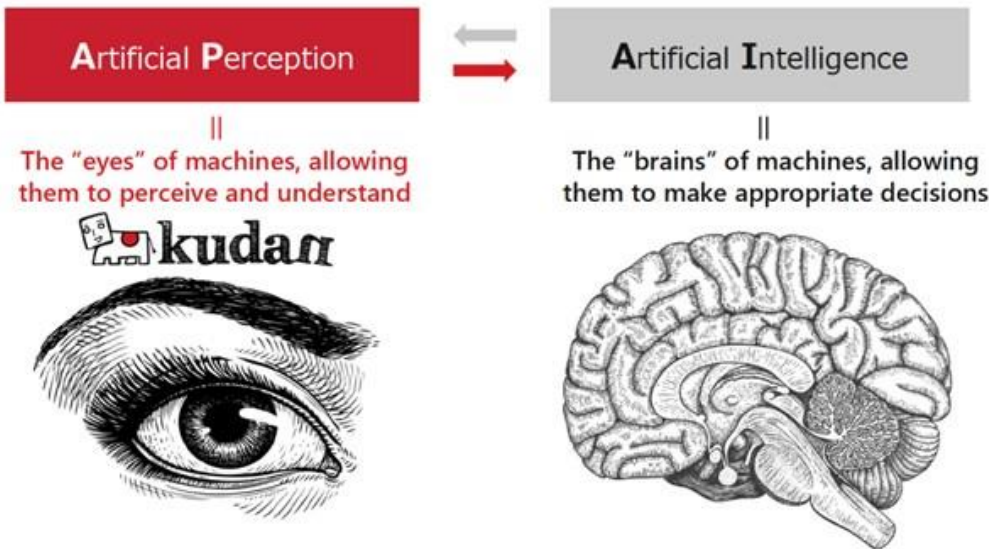 Artificial Perception
Artificial Intelligence
||
The “eyes” of machines, allowing
them to perceive and understand
kudan
||
The “brains” of machines, allowing
them to make appropriate decisions